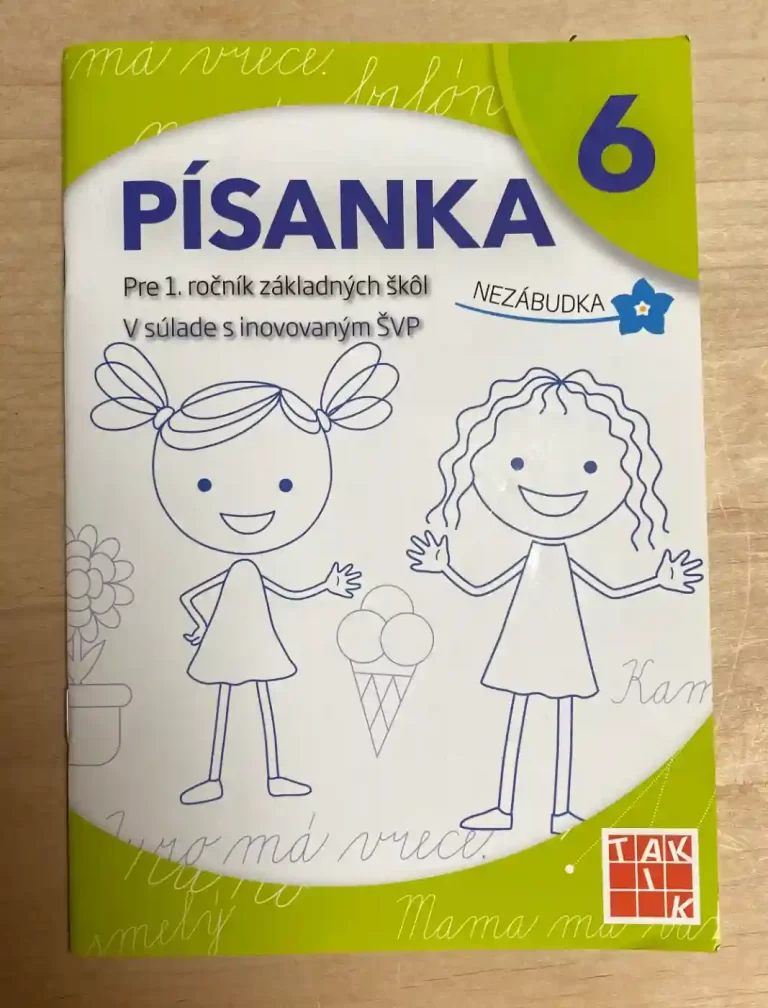 má vrece.
balón
6
PÍSANKA
Pre 1. ročník základných škôl
NEZÁBUDKA
V súlade s inovovaným ŠVP
Kam
má vrece.
smelý
Mama má
TAK
I
K